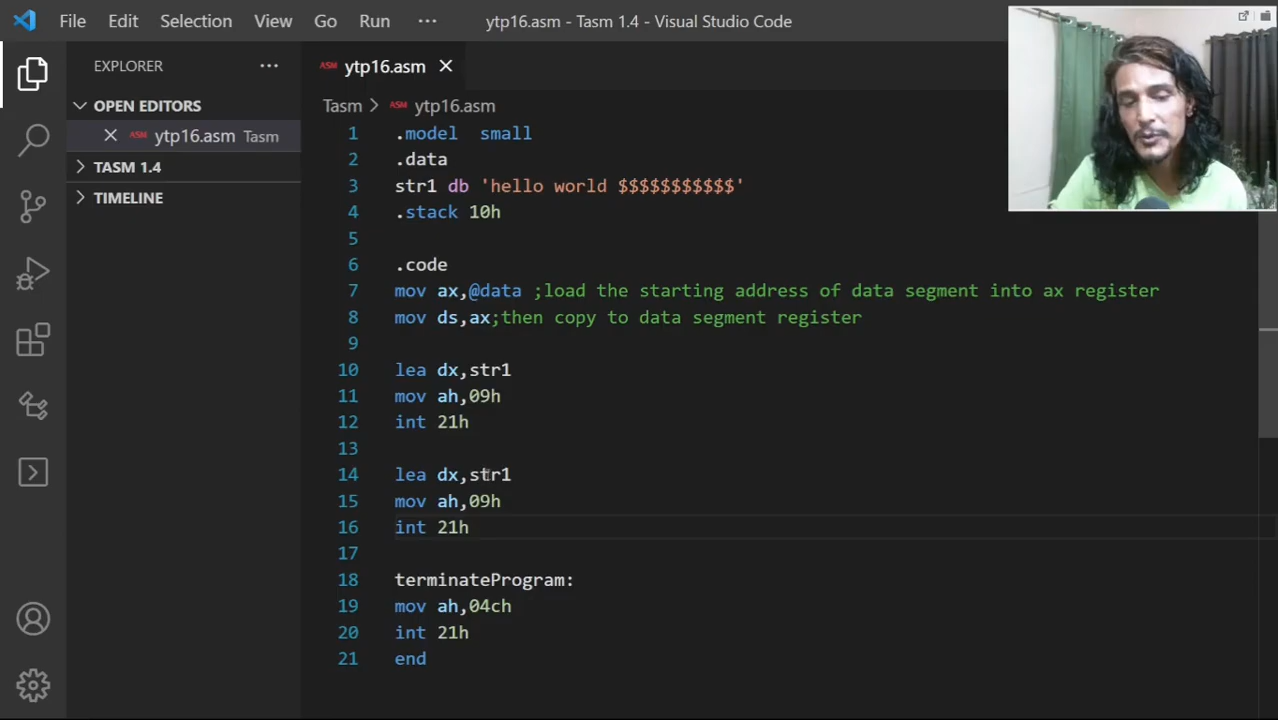 File Edit Selection View Go Run ··· ytp16.asm - Tasm 1.4 - Visual Studio Code
EXPLORER ···
OPEN EDITORS
ASM ytp16.asm Tasm
TASM 1.4
TIMELINE
ASM ytp16.asm
Tasm > ASM ytp16.asm
1 .model  small
2 .data
3 str1 db 'hello world $$$$$$$$$$$'
4 .stack 10h
5
6 .code
7 mov ax,@data ;load the starting address of data segment into ax register
8 mov ds,ax;then copy to data segment register
9
10 lea dx,str1
11 mov ah,09h
12 int 21h
13
14 lea dx,str1
15 mov ah,09h
16 int 21h
17
18 terminateProgram:
19 mov ah,04ch
20 int 21h
21 end